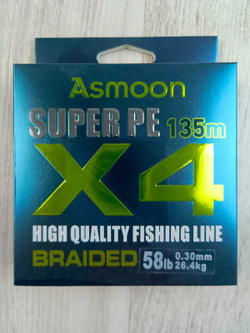 Asmoon
SUPER PE 135m
X4
HIGH QUALITY FISHING LINE
BRAIDED 58lb 0.30mm
26.4kg